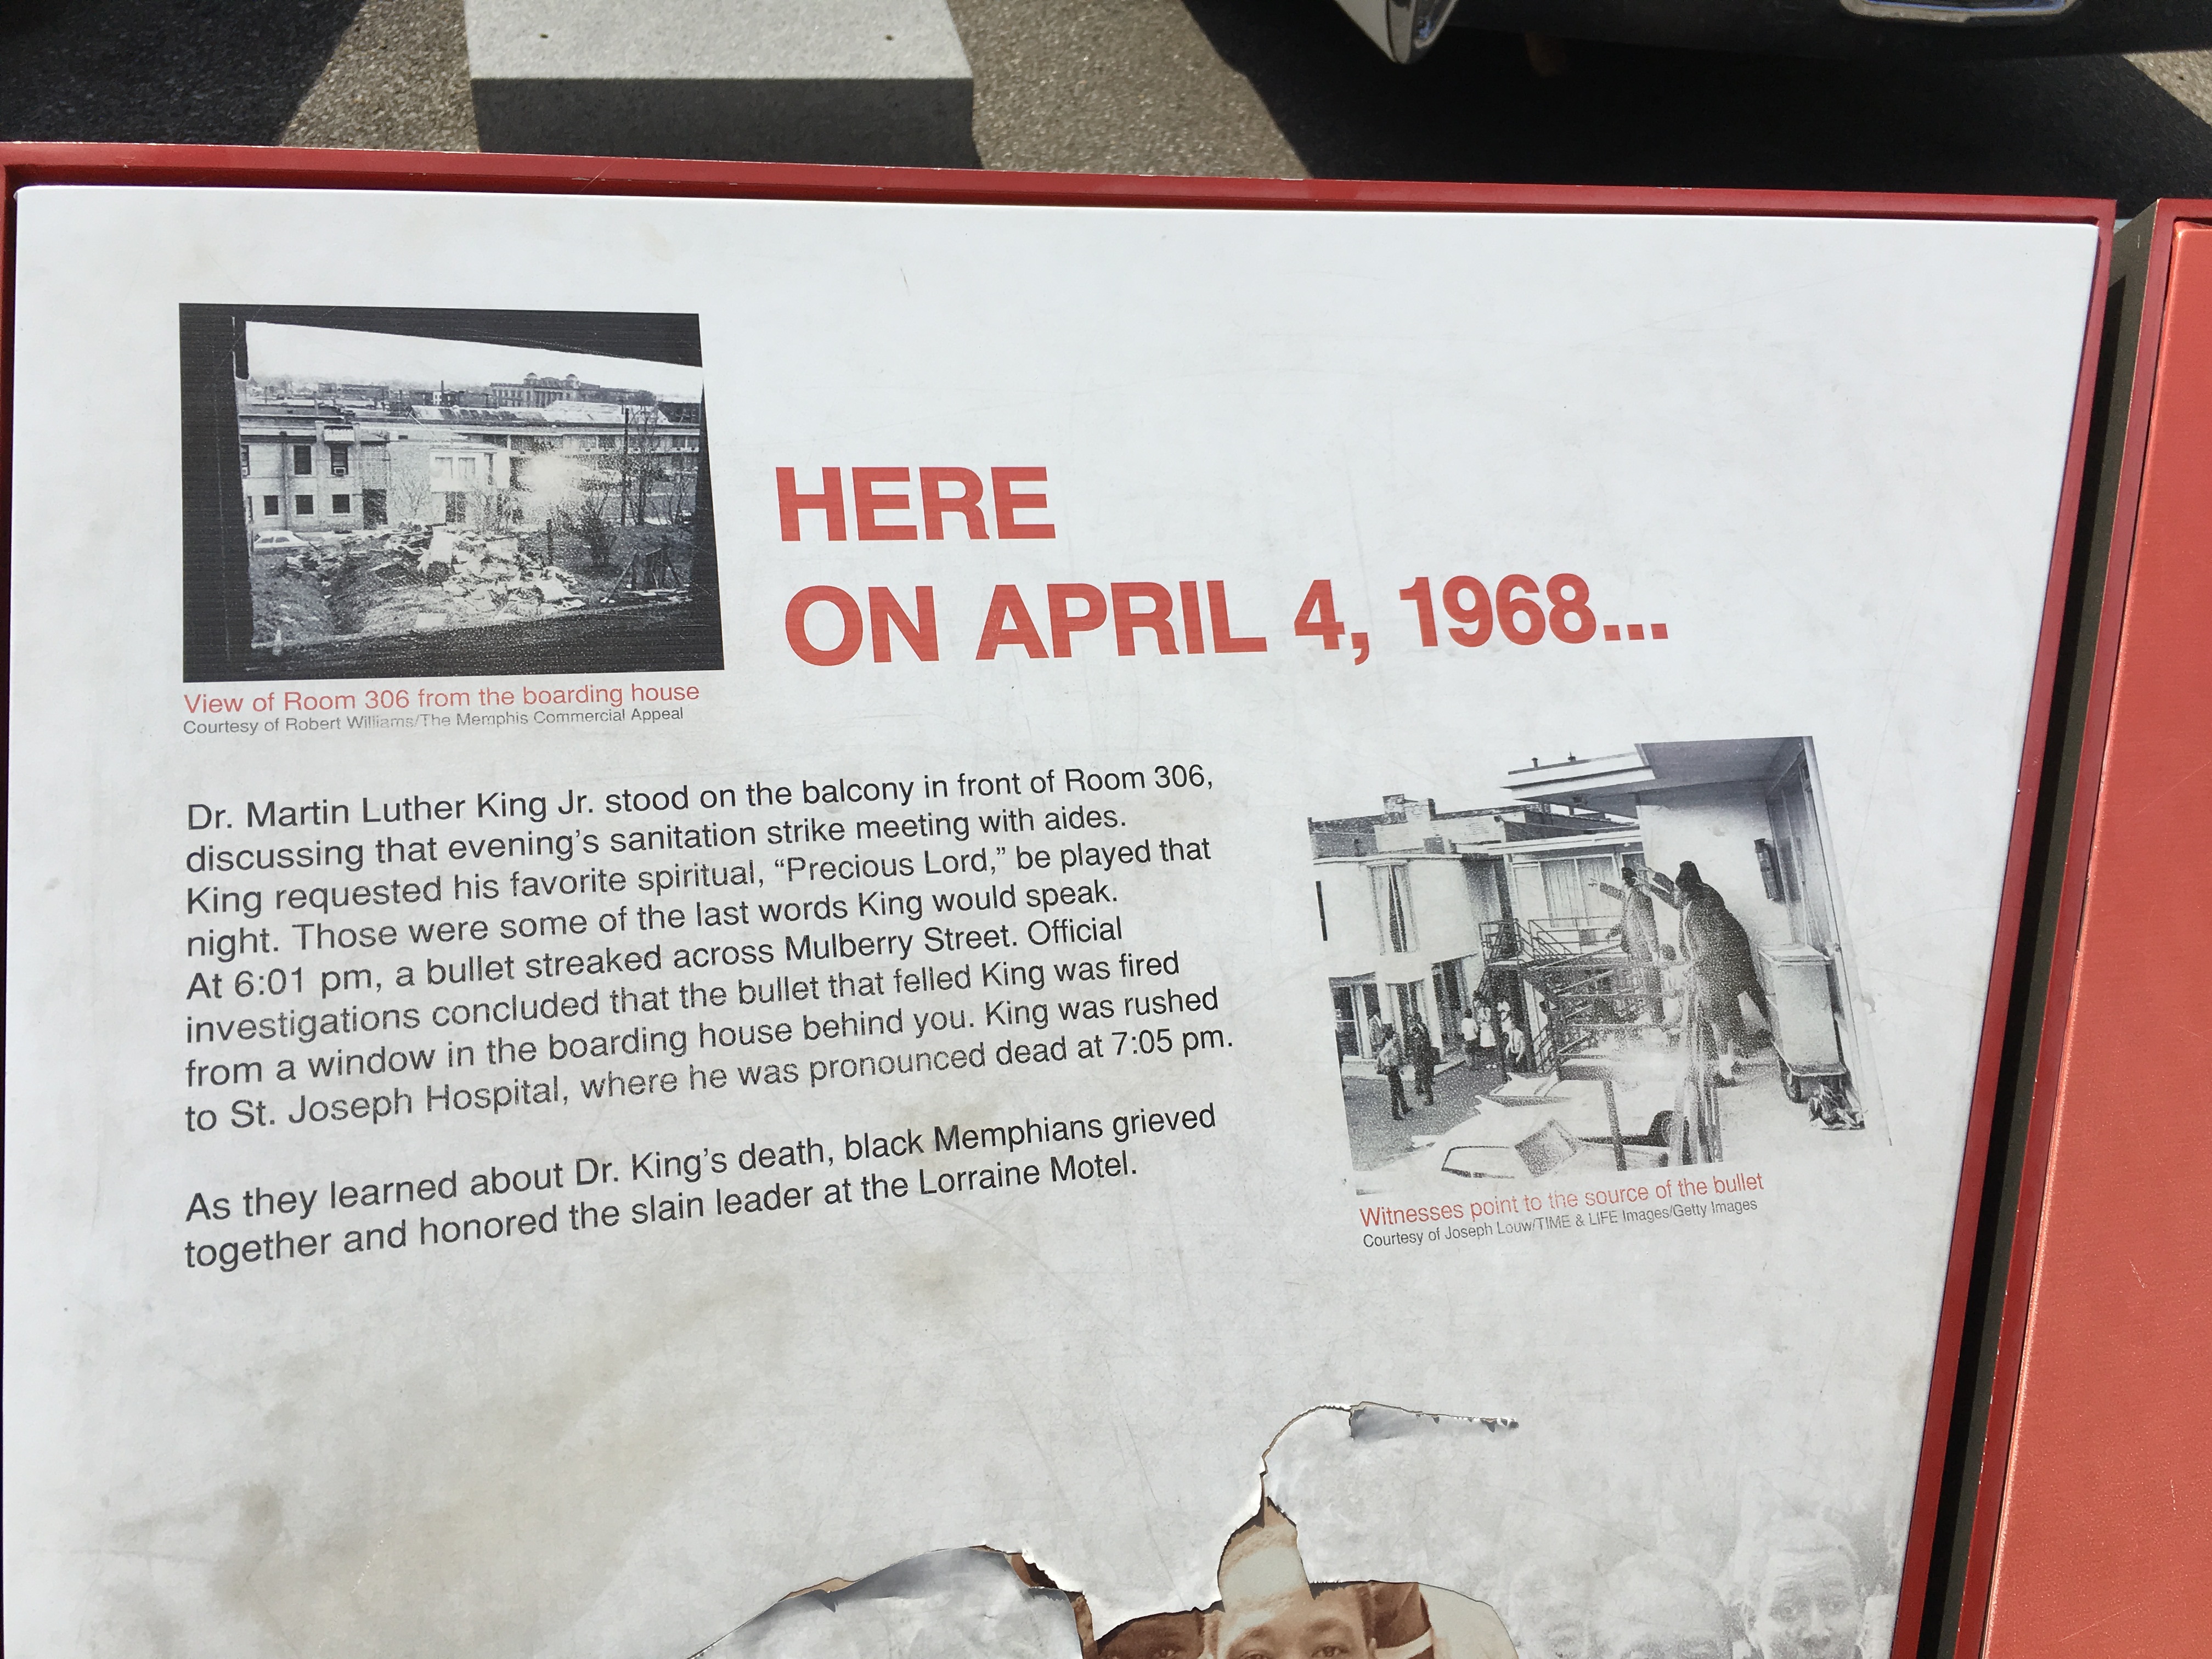 HERE
ON APRIL 4, 1968...
View of Room 306 from the boarding house
Courtesy of Robert Williams/The Memphis Commercial Appeal
Dr. Martin Luther King Jr. stood on the balcony in front of Room 306,
discussing that evening's sanitation strike meeting with aides.
King requested his favorite spiritual, “Precious Lord,” be played that
night. Those were some of the last words King would speak.
At 6:01 pm, a bullet streaked across Mulberry Street. Official
investigations concluded that the bullet that felled King was fired
from a window in the boarding house behind you. King was rushed
to St. Joseph Hospital, where he was pronounced dead at 7:05 pm.
As they learned about Dr. King's death, black Memphians grieved
together and honored the slain leader at the Lorraine Motel.
Witnesses point to the source of the bullet
Courtesy of Joseph Louw/TIME & LIFE Images/Getty Images